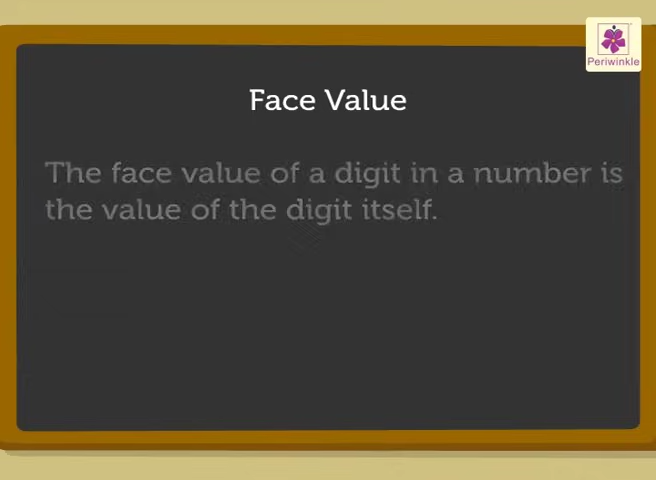 Periwinkle
Face Value
The face value of a digit in a number is
the value of the digit itself.